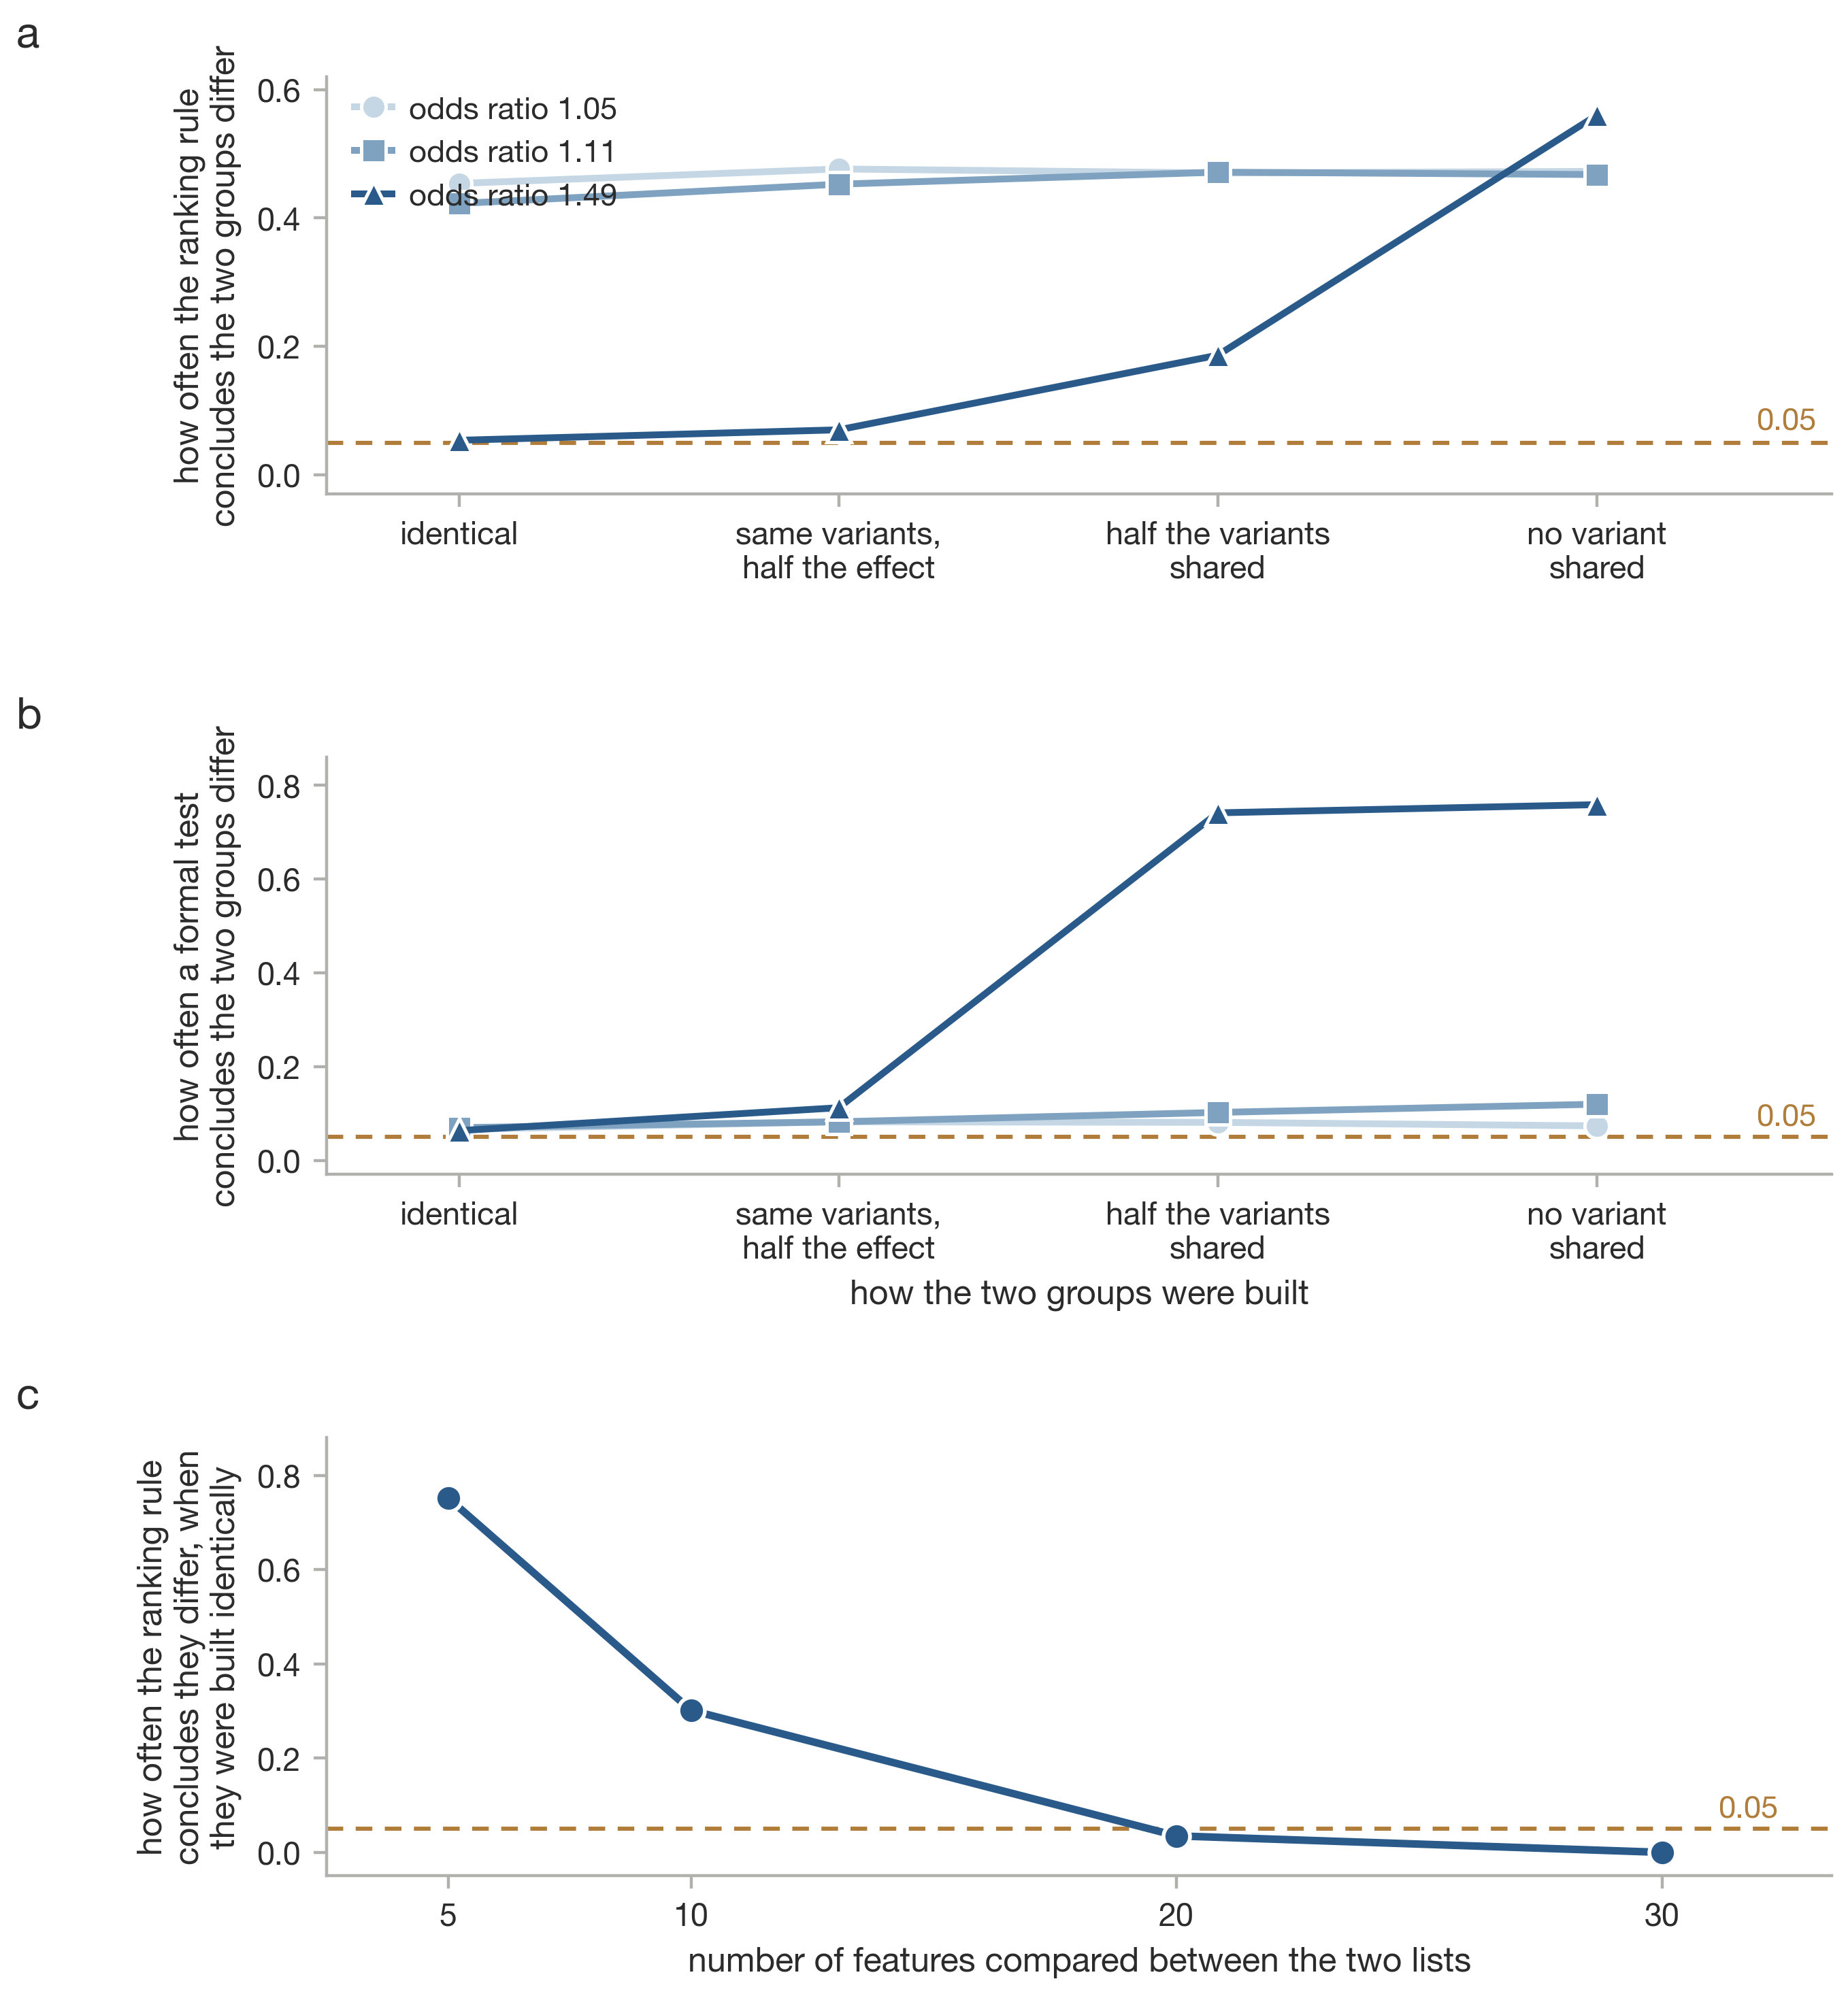 a
how often the ranking rule
concludes the two groups differ
0.6
0.4
0.2
0.0
odds ratio 1.05
odds ratio 1.11
odds ratio 1.49
0.05
identical
same variants,
half the effect
half the variants
shared
no variant
shared
b
how often a formal test
concludes the two groups differ
0.8
0.6
0.4
0.2
0.0
0.05
identical
same variants,
half the effect
half the variants
shared
no variant
shared
how the two groups were built
c
how often the ranking rule
concludes they differ, when
they were built identically
0.8
0.6
0.4
0.2
0.0
0.05
5
10
20
30
number of features compared between the two lists